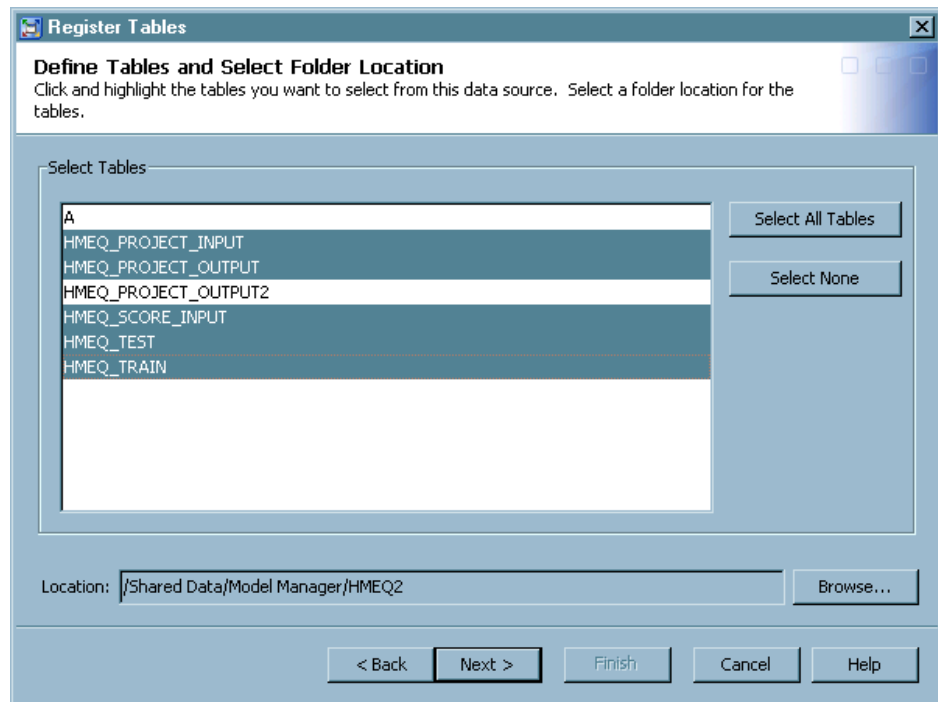 Register Tables
Define Tables and Select Folder Location
Click and highlight the tables you want to select from this data source. Select a folder location for the
tables.
Select Tables
A
HMEQ_PROJECT_INPUT
HMEQ_PROJECT_OUTPUT
HMEQ_PROJECT_OUTPUT2
HMEQ_SCORE_INPUT
HMEQ_TEST
HMEQ_TRAIN
Select All Tables
Select None
Location: /Shared Data/Model Manager/HMEQ2 Browse...
< Back Next > Finish Cancel Help